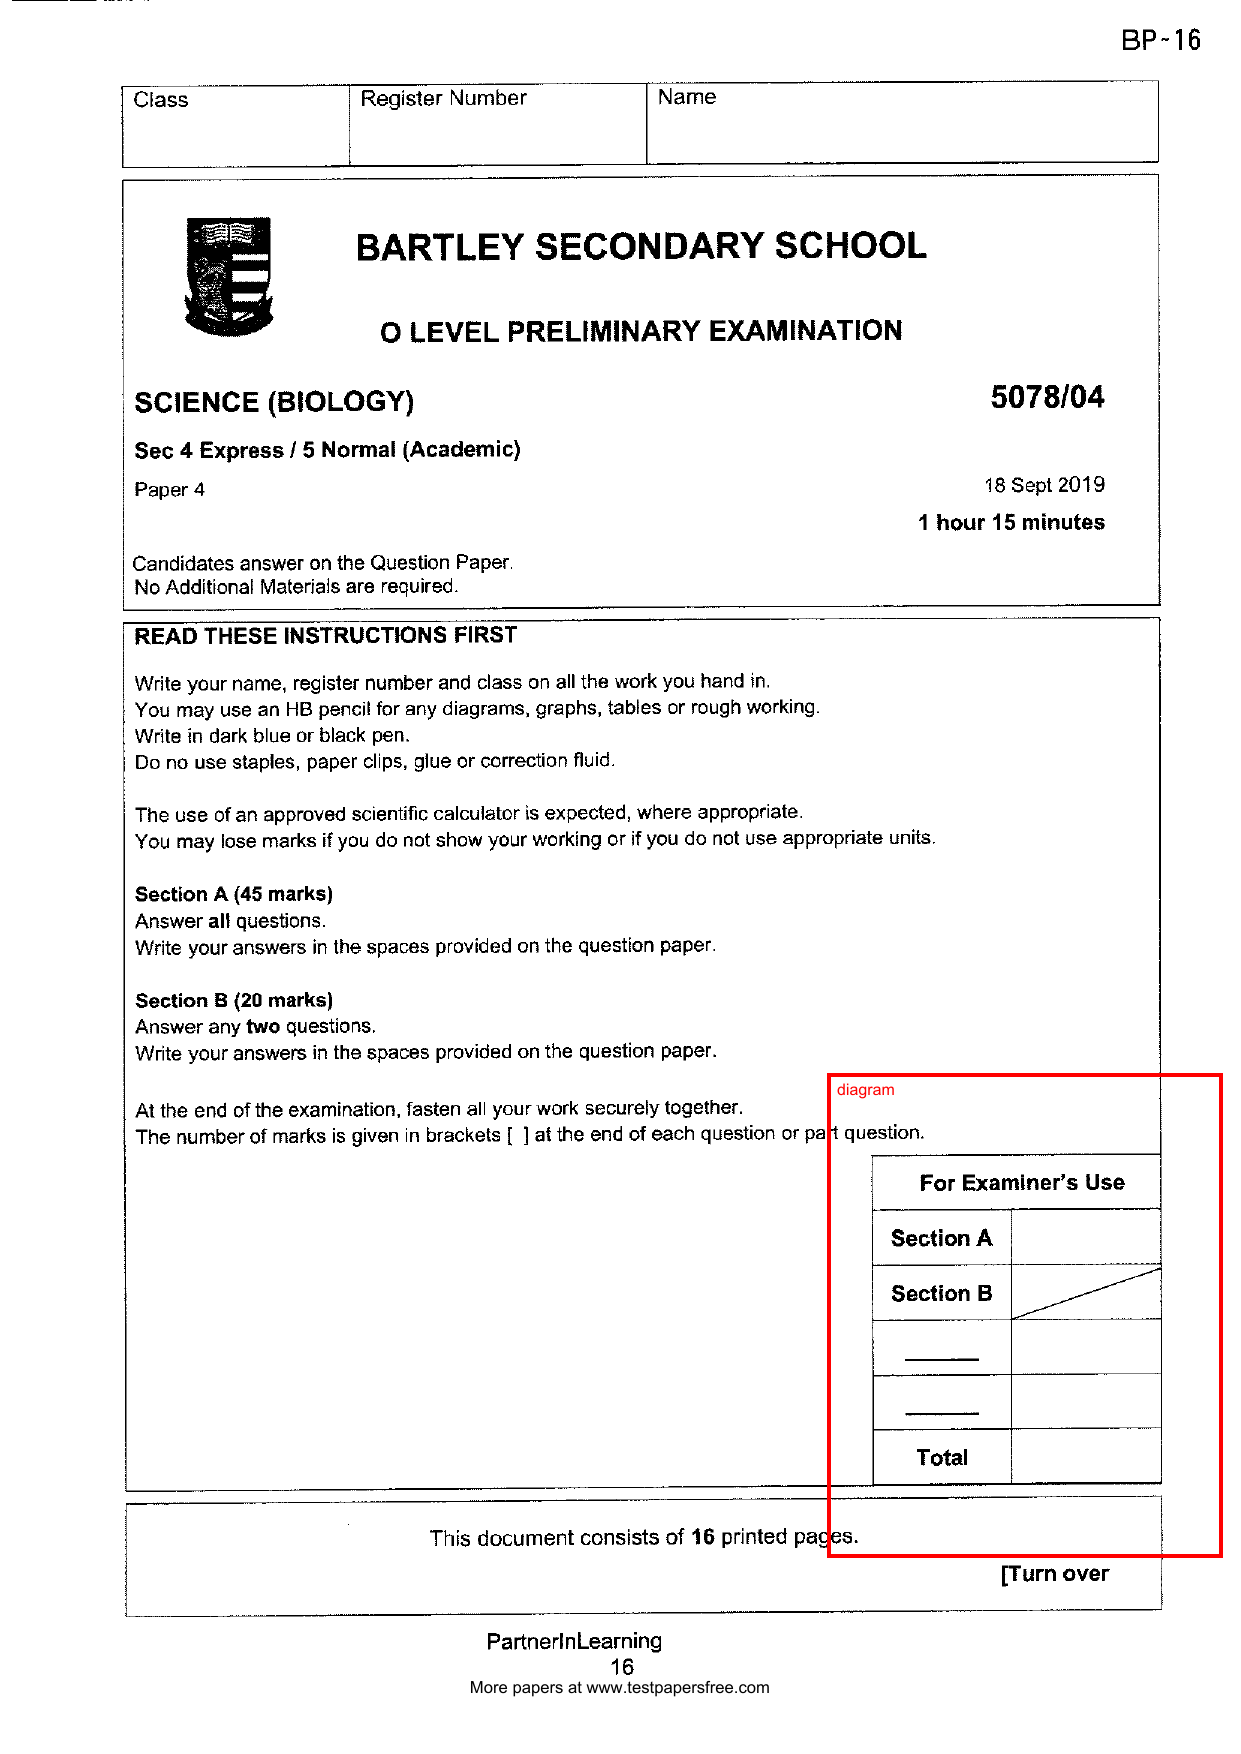 BP-16
Class Register Number Name
BARTLEY SECONDARY SCHOOL
O LEVEL PRELIMINARY EXAMINATION
SCIENCE (BIOLOGY) 5078/04
Sec 4 Express / 5 Normal (Academic)
Paper 4 18 Sept 2019
1 hour 15 minutes
Candidates answer on the Question Paper.
No Additional Materials are required.
READ THESE INSTRUCTIONS FIRST
Write your name, register number and class on all the work you hand in.
You may use an HB pencil for any diagrams, graphs, tables or rough working.
Write in dark blue or black pen.
Do no use staples, paper clips, glue or correction fluid.
The use of an approved scientific calculator is expected, where appropriate.
You may lose marks if you do not show your working or if you do not use appropriate units.
Section A (45 marks)
Answer all questions.
Write your answers in the spaces provided on the question paper.
Section B (20 marks)
Answer any two questions.
Write your answers in the spaces provided on the question paper.
diagram
At the end of the examination, fasten all your work securely together.
The number of marks is given in brackets [ ] at the end of each question or part question.
For Examiner's Use
Section A
Section B
Total
This document consists of 16 printed pages.
[Turn over
PartnerInLearning
16
More papers at www.testpapersfree.com